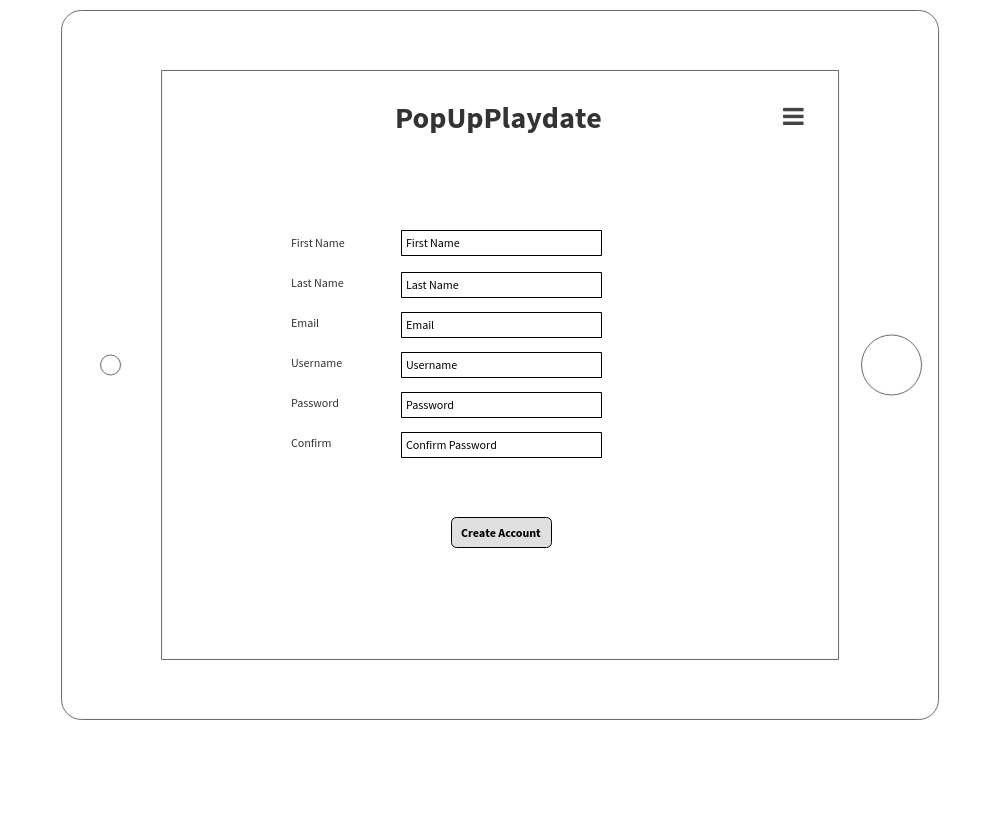 PopUpPlaydate
First Name First Name
Last Name Last Name
Email Email
Username Username
Password Password
Confirm Confirm Password
Create Account